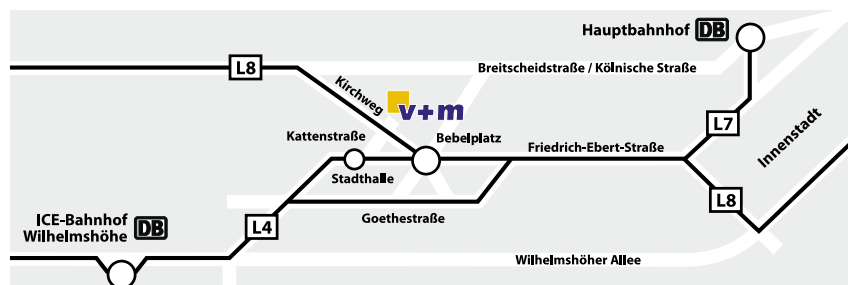 Hauptbahnhof DB
L8
Breitscheidstraße / Kölnische Straße
Kirchweg
v+m
L7
Kattenstraße
Bebelplatz
Friedrich-Ebert-Straße
Innenstadt
Stadthalle
L8
ICE-Bahnhof
Wilhelmshöhe DB
L4
Goethestraße
Wilhelmshöher Allee